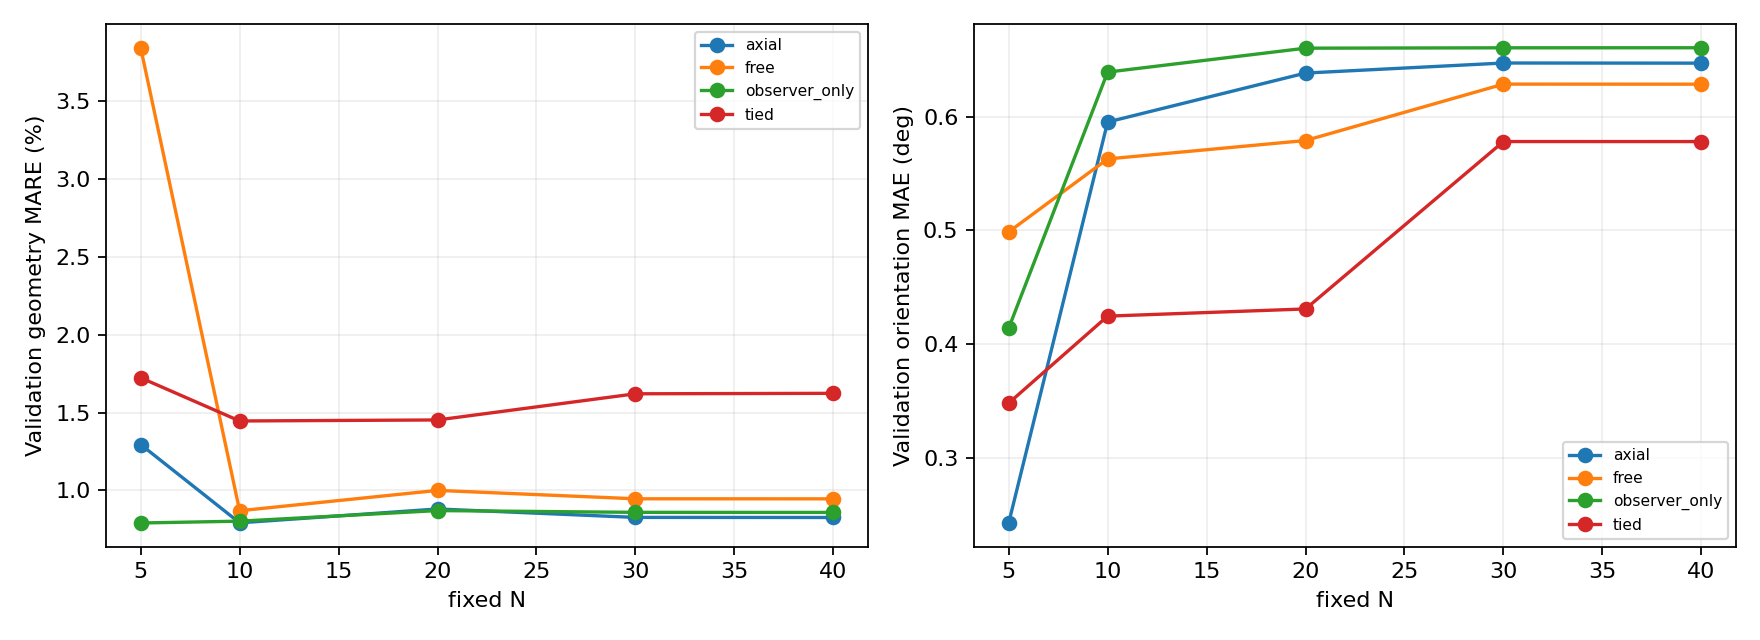 Validation geometry MARE (%)
3.5
3.0
2.5
2.0
1.5
1.0
5 10 15 20 25 30 35 40
fixed N
axial
free
observer_only
tied
Validation orientation MAE (deg)
0.6
0.5
0.4
0.3
5 10 15 20 25 30 35 40
fixed N
axial
free
observer_only
tied